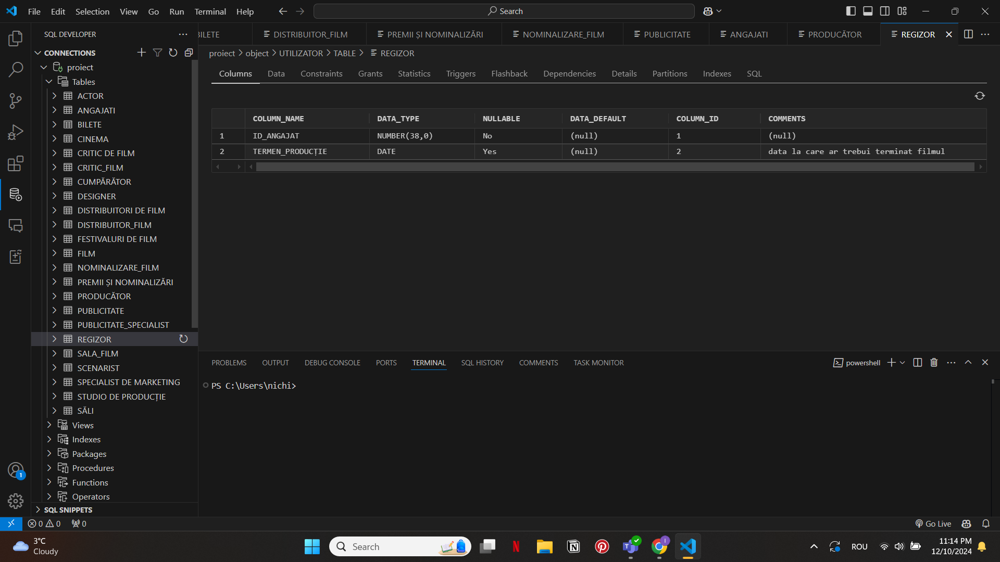 File Edit Selection View Go Run Terminal Help
Search
SQL DEVELOPER
CONNECTIONS
proiect
Tables
ACTOR
ANGAJATI
BILETE
CINEMA
CRITIC DE FILM
CRITIC_FILM
CUMPĂRĂTOR
DESIGNER
DISTRIBUITORI DE FILM
DISTRIBUITOR_FILM
FESTIVALURI DE FILM
FILM
NOMINALIZARE_FILM
PREMII ȘI NOMINALIZĂRI
PRODUCĂTOR
PUBLICITATE
PUBLICITATE_SPECIALIST
REGIZOR
SALA_FILM
SCENARIST
SPECIALIST DE MARKETING
STUDIO DE PRODUCȚIE
SĂLI
Views
Indexes
Packages
Procedures
Functions
Operators
SQL SNIPPETS
BILETE DISTRIBUITOR_FILM PREMII ȘI NOMINALIZĂRI NOMINALIZARE_FILM PUBLICITATE ANGAJATI PRODUCĂTOR REGIZOR
proiect > object > UTILIZATOR > TABLE > REGIZOR
Columns Data Constraints Grants Statistics Triggers Flashback Dependencies Details Partitions Indexes SQL
COLUMN_NAME DATA_TYPE NULLABLE DATA_DEFAULT COLUMN_ID COMMENTS
1 ID_ANGAJAT NUMBER(38,0) No (null) 1 (null)
2 TERMEN_PRODUCȚIE DATE Yes (null) 2 data la care ar trebui terminat filmul
PROBLEMS OUTPUT DEBUG CONSOLE PORTS TERMINAL SQL HISTORY COMMENTS TASK MONITOR
powershell
PS C:\Users\nichi>
1
0 0 0
Go Live
3°C
Cloudy
Search
N
T
I
ROU
11:14 PM
12/10/2024